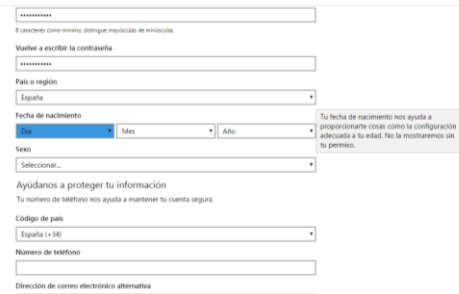 •••••••••••
8 caracteres como mínimo, distingue mayúsculas de minúsculas
Vuelve a escribir la contraseña
•••••••••••
País o región
España
Fecha de nacimiento
Día Mes Año
Tu fecha de nacimiento nos ayuda a
proporcionarte cosas como la configuración
adecuada a tu edad. No la mostraremos sin
tu permiso.
Sexo
Seleccionar...
Ayúdanos a proteger tu información
Tu número de teléfono nos ayuda a mantener tu cuenta segura.
Código de país
España (+34)
Número de teléfono
Dirección de correo electrónico alternativa